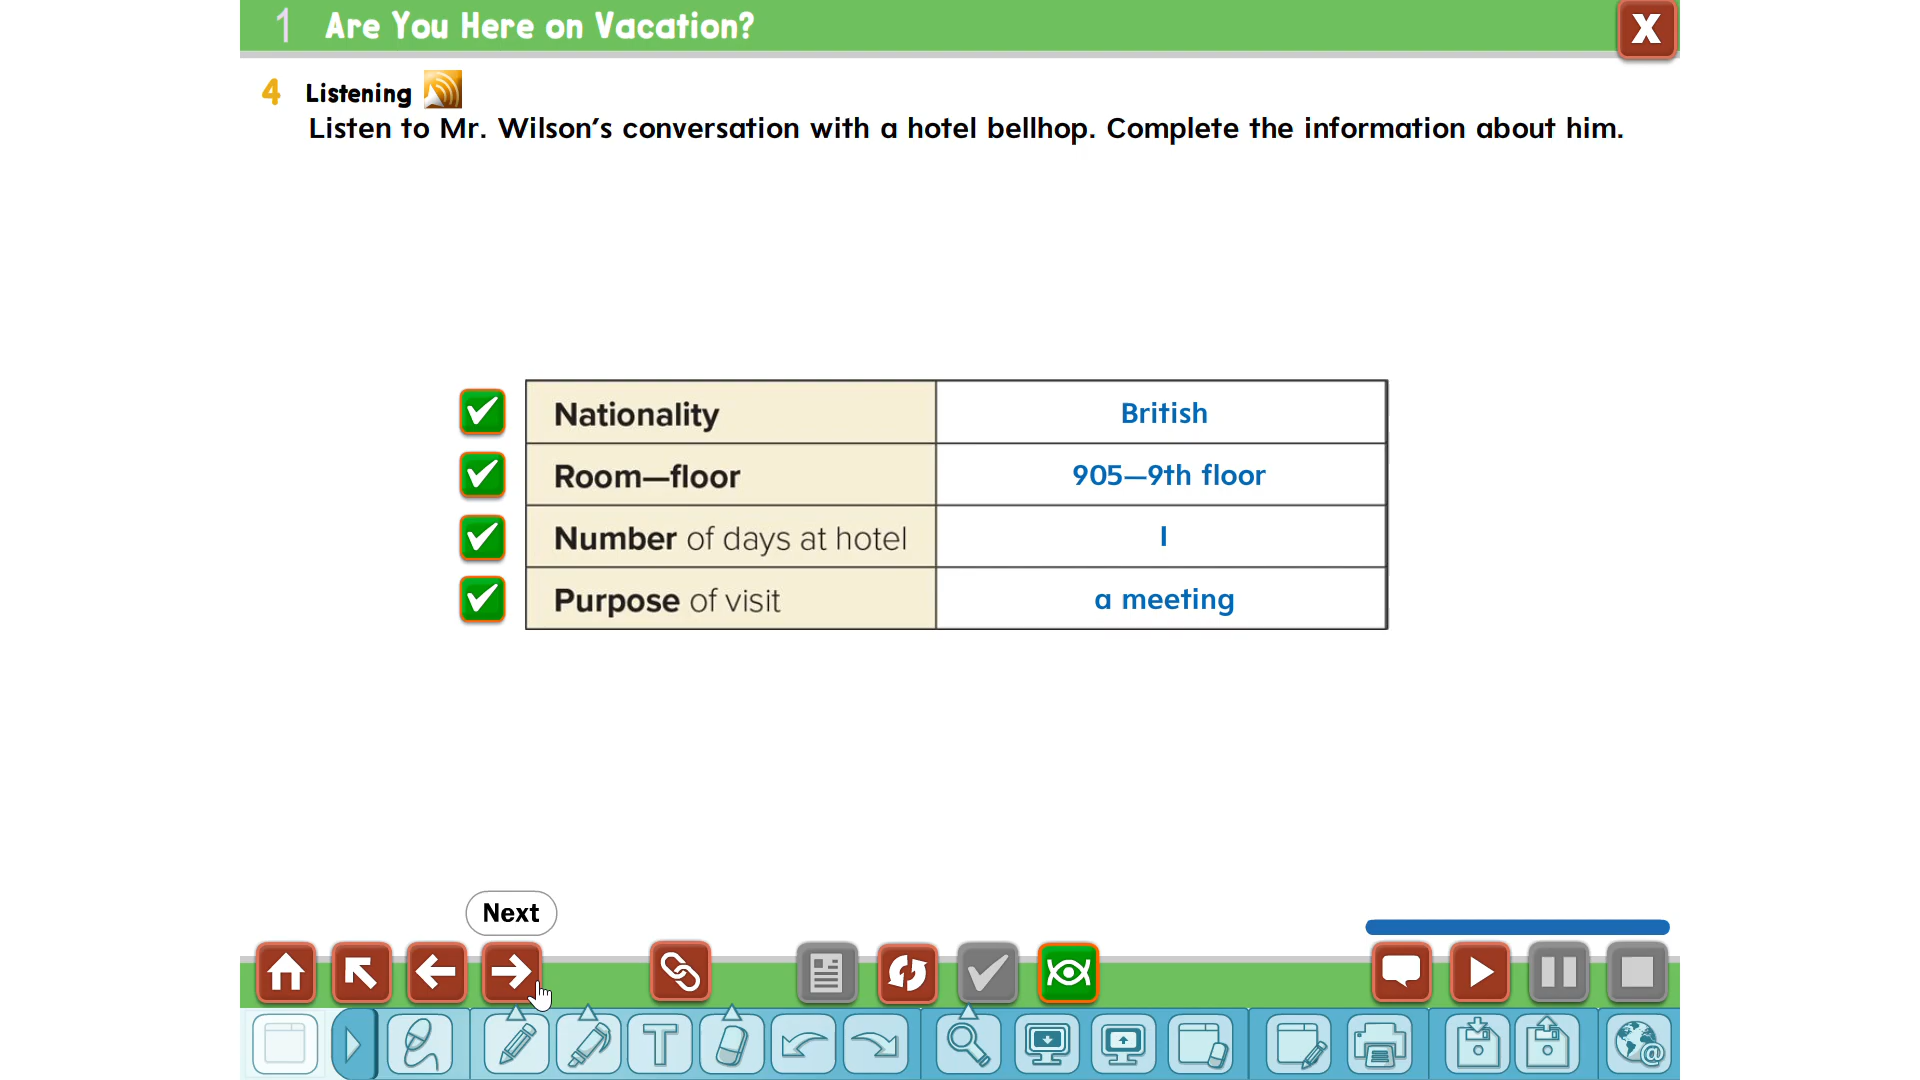 1 Are You Here on Vacation?
X
4 Listening
Listen to Mr. Wilson's conversation with a hotel bellhop. Complete the information about him.
Nationality British
Room—floor 905—9th floor
Number of days at hotel 1
Purpose of visit a meeting
Next
T
@